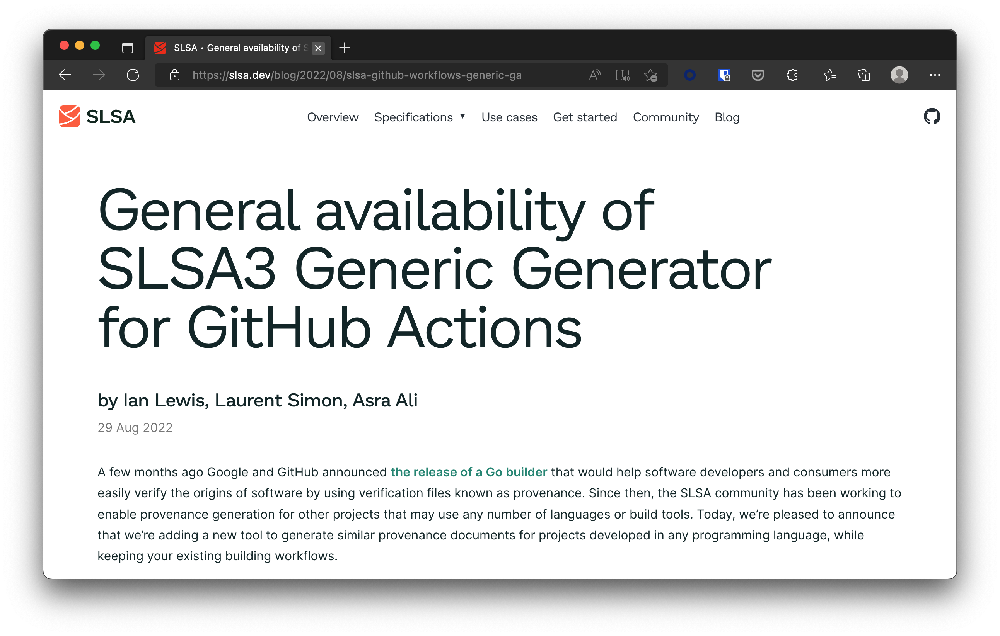 SLSA • General availability of S
https://slsa.dev/blog/2022/08/slsa-github-workflows-generic-ga
SLSA
Overview Specifications ▼ Use cases Get started Community Blog
General availability of
SLSA3 Generic Generator
for GitHub Actions
by Ian Lewis, Laurent Simon, Asra Ali
29 Aug 2022
A few months ago Google and GitHub announced the release of a Go builder that would help software developers and consumers more
easily verify the origins of software by using verification files known as provenance. Since then, the SLSA community has been working to
enable provenance generation for other projects that may use any number of languages or build tools. Today, we’re pleased to announce
that we’re adding a new tool to generate similar provenance documents for projects developed in any programming language, while
keeping your existing building workflows.